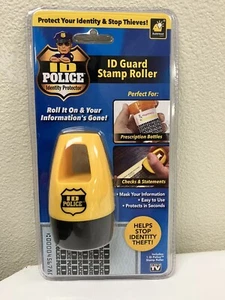 Protect Your Identity & Stop Thieves!
ID
POLICE
Identity Protector
ID Guard
Stamp Roller
Roll It On & Your
Information's Gone!
Perfect For:
Prescription Bottles
Checks & Statements
• Mask Your Information
• Easy to Use
• Protects in Seconds
ID
POLICE
HELPS
STOP
IDENTITY
THEFT!
TV